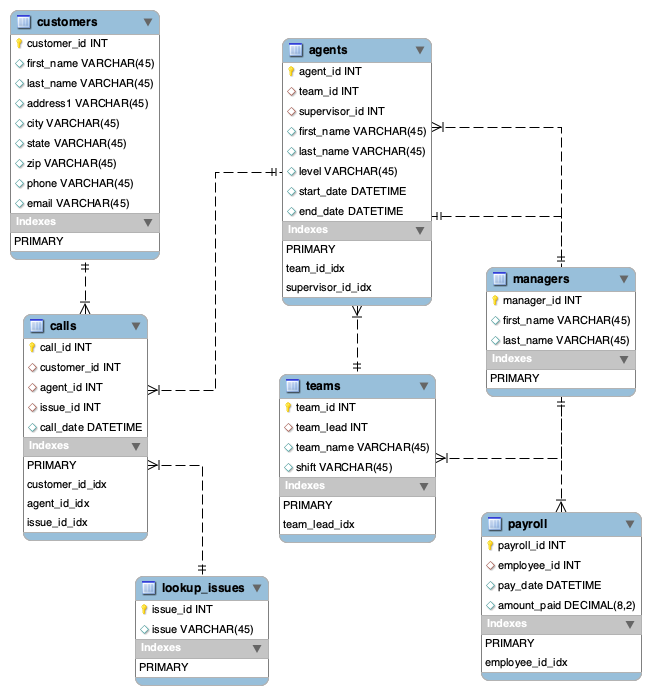 customers
customer_id INT
first_name VARCHAR(45)
last_name VARCHAR(45)
address1 VARCHAR(45)
city VARCHAR(45)
state VARCHAR(45)
zip VARCHAR(45)
phone VARCHAR(45)
email VARCHAR(45)
Indexes
PRIMARY
agents
agent_id INT
team_id INT
supervisor_id INT
first_name VARCHAR(45)
last_name VARCHAR(45)
level VARCHAR(45)
start_date DATETIME
end_date DATETIME
Indexes
PRIMARY
team_id_idx
supervisor_id_idx
managers
manager_id INT
first_name VARCHAR(45)
last_name VARCHAR(45)
Indexes
PRIMARY
calls
call_id INT
customer_id INT
agent_id INT
issue_id INT
call_date DATETIME
Indexes
PRIMARY
customer_id_idx
agent_id_idx
issue_id_idx
teams
team_id INT
team_lead INT
team_name VARCHAR(45)
shift VARCHAR(45)
Indexes
PRIMARY
team_lead_idx
payroll
payroll_id INT
employee_id INT
pay_date DATETIME
amount_paid DECIMAL(8,2)
Indexes
PRIMARY
employee_id_idx
lookup_issues
issue_id INT
issue VARCHAR(45)
Indexes
PRIMARY